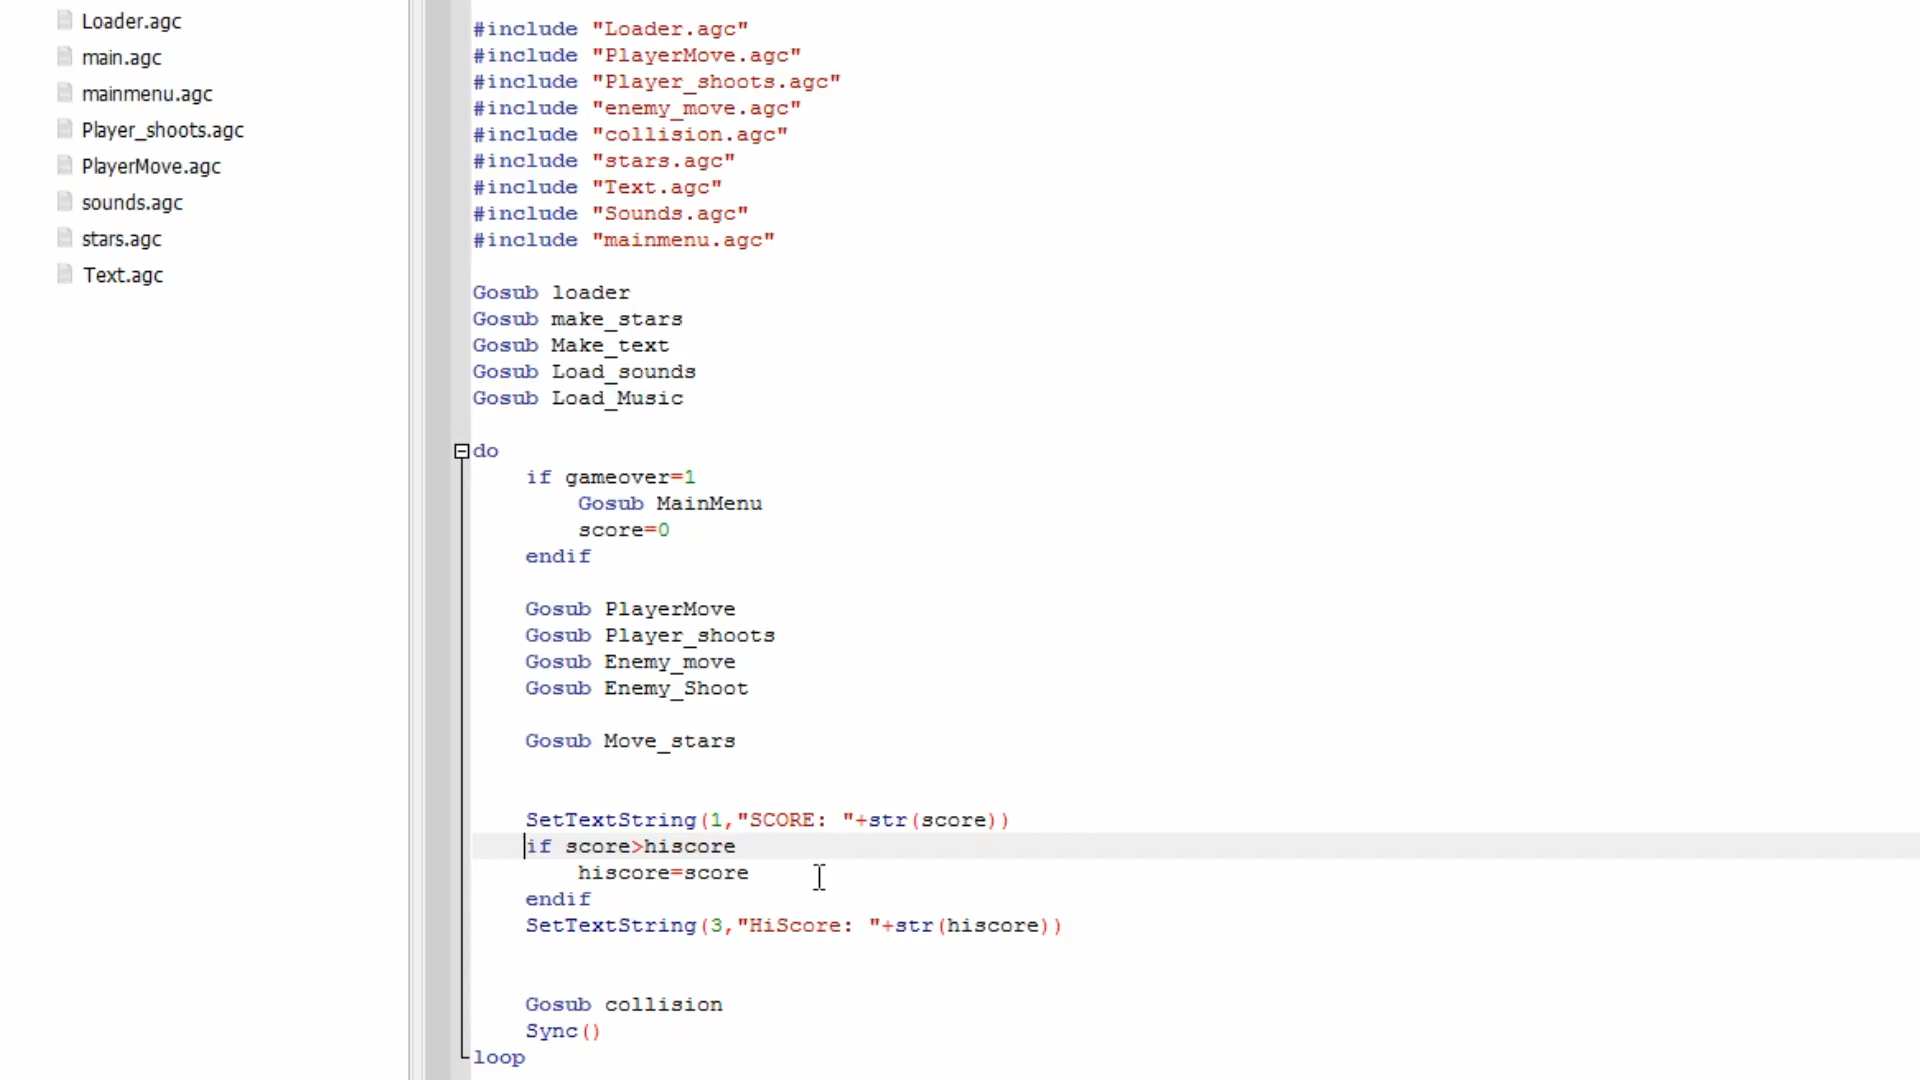 Loader.agc
main.agc
mainmenu.agc
Player_shoots.agc
PlayerMove.agc
sounds.agc
stars.agc
Text.agc
#include "Loader.agc"
#include "PlayerMove.agc"
#include "Player_shoots.agc"
#include "enemy_move.agc"
#include "collision.agc"
#include "stars.agc"
#include "Text.agc"
#include "Sounds.agc"
#include "mainmenu.agc"
Gosub loader
Gosub make_stars
Gosub Make_text
Gosub Load_sounds
Gosub Load_Music
do
if gameover=1
Gosub MainMenu
score=0
endif
Gosub PlayerMove
Gosub Player_shoots
Gosub Enemy_move
Gosub Enemy_Shoot
Gosub Move_stars
SetTextString(1,"SCORE: "+str(score))
if score>hiscore
hiscore=score
endif
SetTextString(3,"HiScore: "+str(hiscore))
Gosub collision
Sync()
loop